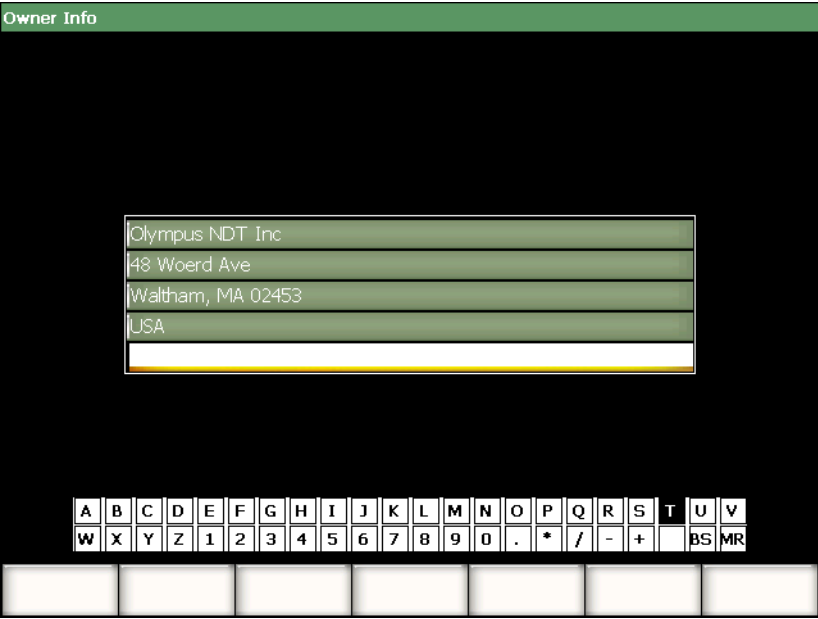 Owner Info
Olympus NDT Inc
48 Woerd Ave
Waltham, MA 02453
USA
A B C D E F G H I J K L M N O P Q R S T U V
W X Y Z 1 2 3 4 5 6 7 8 9 0 . * / - + BS MR